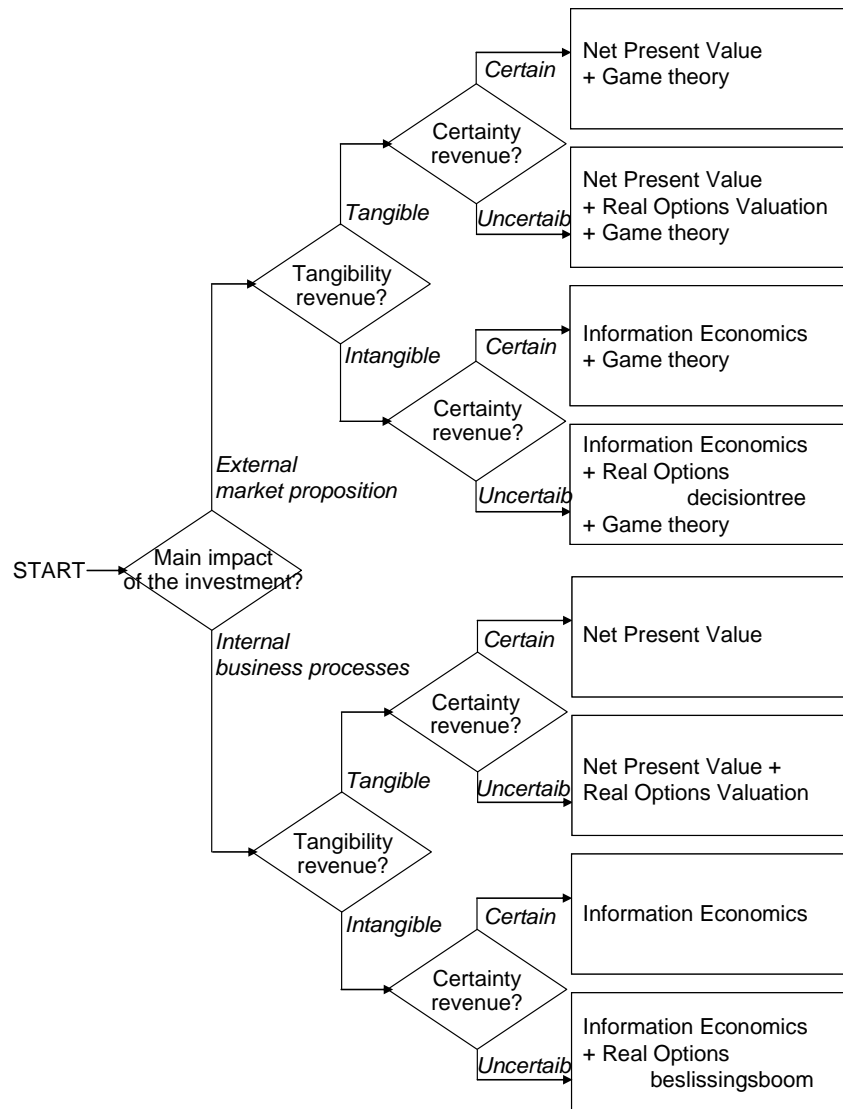 Certain
Net Present Value
+ Game theory
Certainty
revenue?
Uncertaib
Net Present Value
+ Real Options Valuation
+ Game theory
Tangible
Tangibility
revenue?
Intangible
Certain
Information Economics
+ Game theory
Certainty
revenue?
Uncertaib
Information Economics
+ Real Options
decisiontree
+ Game theory
External
market proposition
START
Main impact
of the investment?
Internal
business processes
Certain
Net Present Value
Certainty
revenue?
Uncertaib
Net Present Value +
Real Options Valuation
Tangible
Tangibility
revenue?
Intangible
Certain
Information Economics
Certainty
revenue?
Uncertaib
Information Economics
+ Real Options
beslissingsboom